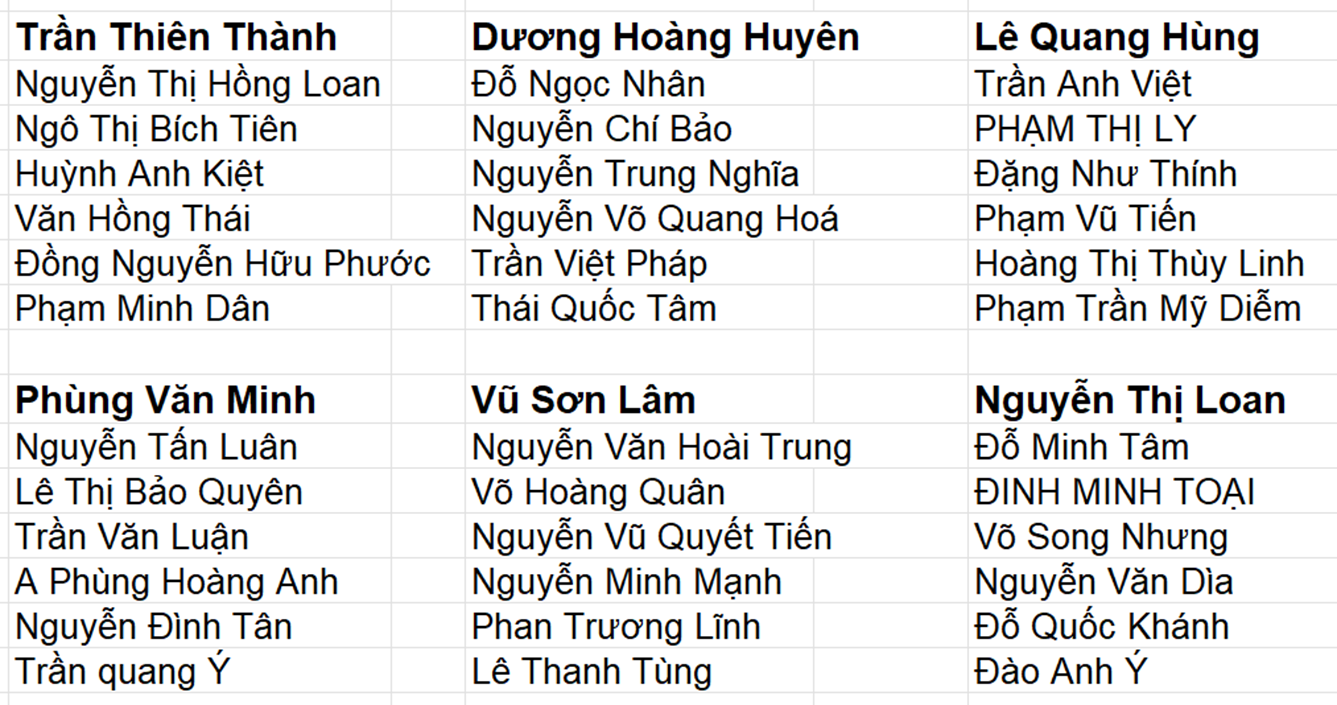 Trần Thiên Thành
Nguyễn Thị Hồng Loan
Ngô Thị Bích Tiên
Huỳnh Anh Kiệt
Văn Hồng Thái
Đồng Nguyễn Hữu Phước
Phạm Minh Dân
Dương Hoàng Huyên
Đỗ Ngọc Nhân
Nguyễn Chí Bảo
Nguyễn Trung Nghĩa
Nguyễn Võ Quang Hoá
Trần Việt Pháp
Thái Quốc Tâm
Lê Quang Hùng
Trần Anh Việt
PHẠM THỊ LY
Đặng Như Thính
Phạm Vũ Tiến
Hoàng Thị Thùy Linh
Phạm Trần Mỹ Diễm
Phùng Văn Minh
Nguyễn Tấn Luân
Lê Thị Bảo Quyên
Trần Văn Luận
A Phùng Hoàng Anh
Nguyễn Đình Tân
Trần quang Ý
Vũ Sơn Lâm
Nguyễn Văn Hoài Trung
Võ Hoàng Quân
Nguyễn Vũ Quyết Tiến
Nguyễn Minh Mạnh
Phan Trương Lĩnh
Lê Thanh Tùng
Nguyễn Thị Loan
Đỗ Minh Tâm
ĐINH MINH TOẠI
Võ Song Nhưng
Nguyễn Văn Dìa
Đỗ Quốc Khánh
Đào Anh Ý